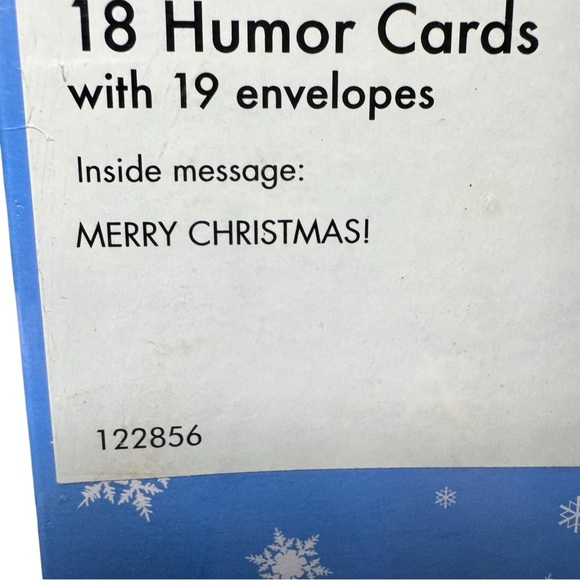 18 Humor Cards
with 19 envelopes
Inside message:
MERRY CHRISTMAS!
122856